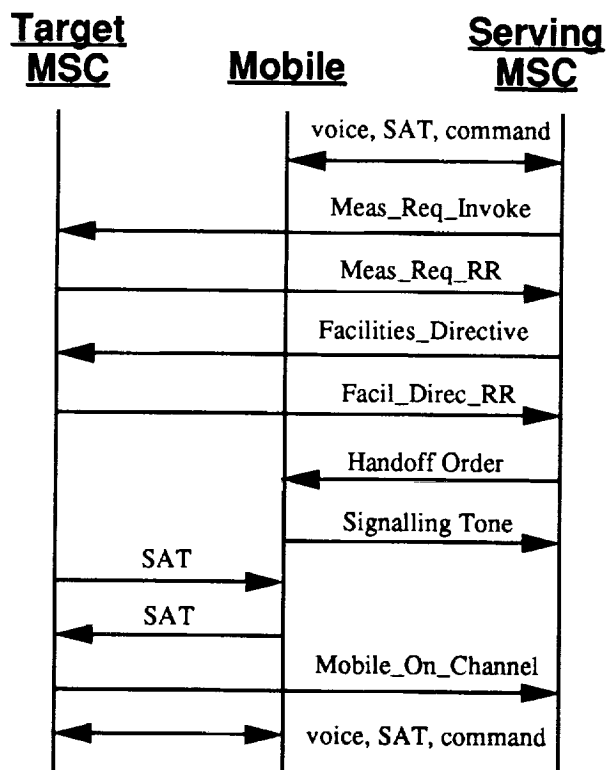 Target
MSC
Mobile
Serving
MSC
voice, SAT, command
Meas_Req_Invoke
Meas_Req_RR
Facilities_Directive
Facil_Direc_RR
Handoff Order
Signalling Tone
SAT
SAT
Mobile_On_Channel
voice, SAT, command